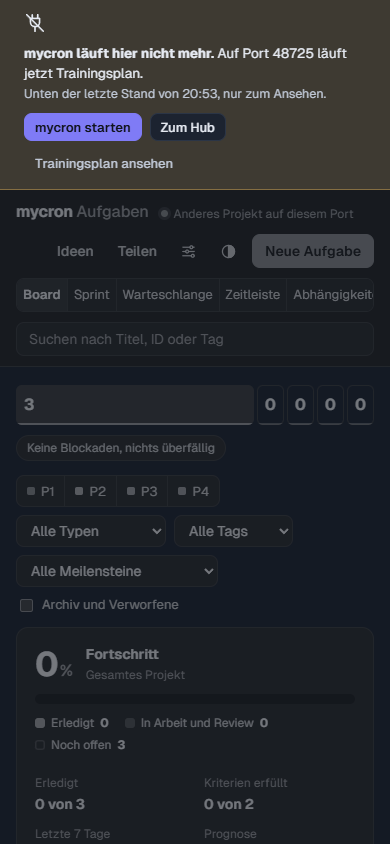 mycron läuft hier nicht mehr. Auf Port 48725 läuft
jetzt Trainingsplan.
Unten der letzte Stand von 20:53, nur zum Ansehen.
mycron starten Zum Hub
Trainingsplan ansehen
mycron Aufgaben Anderes Projekt auf diesem Port
Ideen Teilen Neue Aufgabe
Board Sprint Warteschlange Zeitleiste Abhängigkeit
Suchen nach Titel, ID oder Tag
3 0 0 0 0
Keine Blockaden, nichts überfällig
P1 P2 P3 P4
Alle Typen Alle Tags
Alle Meilensteine
Archiv und Verworfene
0% Fortschritt
Gesamtes Projekt
Erledigt 0 In Arbeit und Review 0
Noch offen 3
Erledigt Kriterien erfüllt
0 von 3 0 von 2
Letzte 7 Tage Prognose